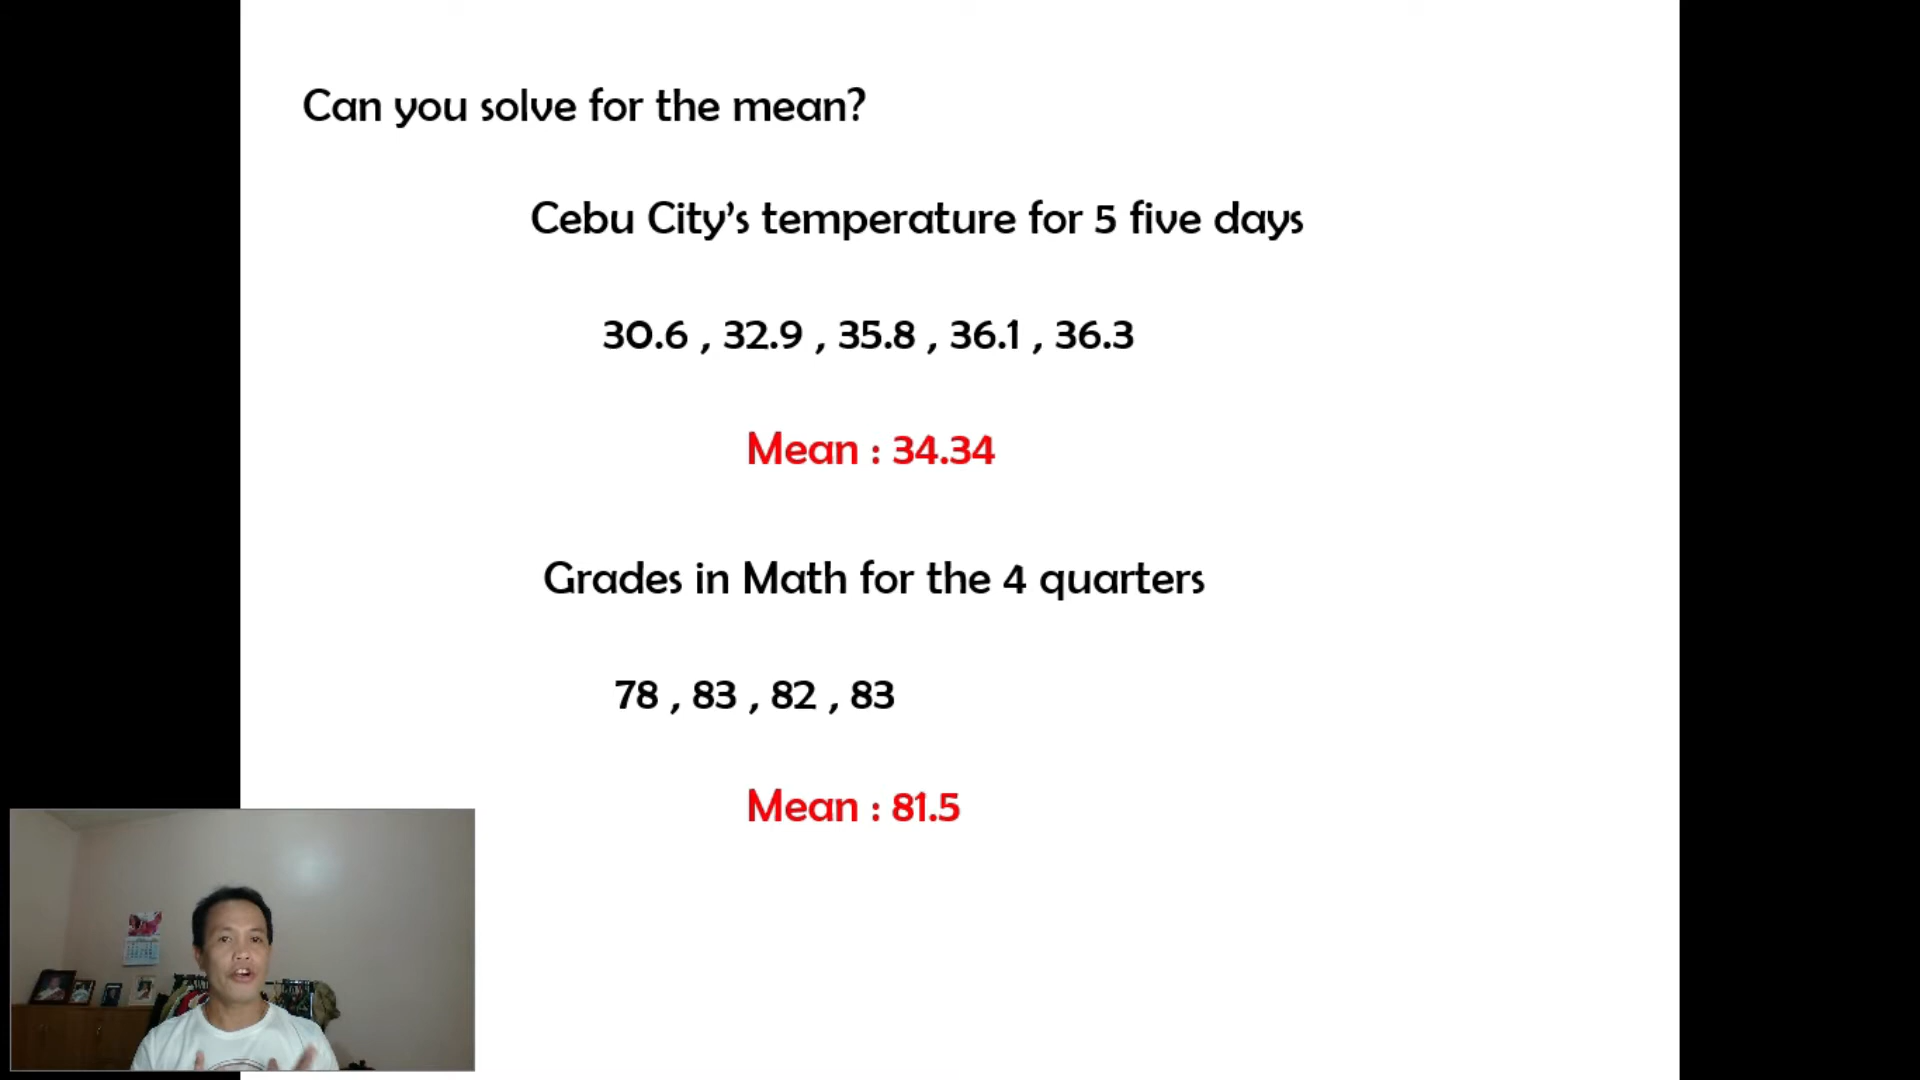 Can you solve for the mean?
Cebu City’s temperature for 5 five days
30.6 , 32.9 , 35.8 , 36.1 , 36.3
Mean : 34.34
Grades in Math for the 4 quarters
78 , 83 , 82 , 83
Mean : 81.5